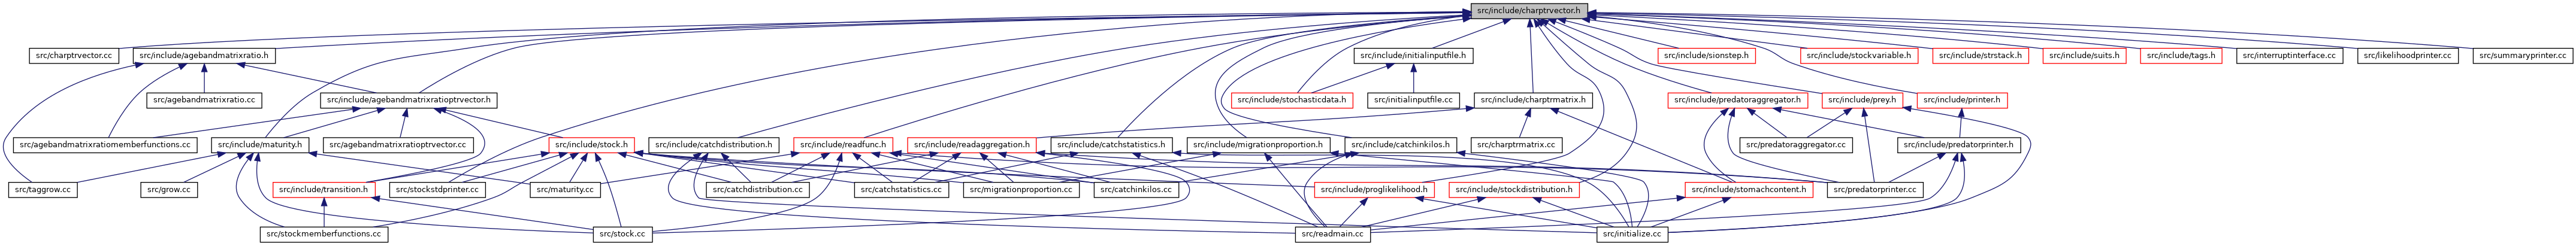 src/include/charptrvector.h
src/charptrvector.cc
src/include/agebandmatrixratio.h
src/include/initialinputfile.h
src/include/sionstep.h
src/include/stockvariable.h
src/include/strstack.h
src/include/suits.h
src/include/tags.h
src/interruptinterface.cc
src/likelihoodprinter.cc
src/summaryprinter.cc
src/agebandmatrixratio.cc
src/include/agebandmatrixratioptrvector.h
src/include/stochasticdata.h
src/initialinputfile.cc
src/include/charptrmatrix.h
src/include/predatoraggregator.h
src/include/prey.h
src/include/printer.h
src/agebandmatrixratiomemberfunctions.cc
src/include/maturity.h
src/agebandmatrixratioptrvector.cc
src/include/stock.h
src/include/catchdistribution.h
src/include/readfunc.h
src/include/readaggregation.h
src/include/catchstatistics.h
src/include/migrationproportion.h
src/include/catchinkilos.h
src/charptrmatrix.cc
src/predatoraggregator.cc
src/include/predatorprinter.h
src/taggrow.cc
src/grow.cc
src/include/transition.h
src/stockstdprinter.cc
src/maturity.cc
src/catchdistribution.cc
src/catchstatistics.cc
src/migrationproportion.cc
src/catchinkilos.cc
src/include/proglikelihood.h
src/include/stockdistribution.h
src/include/stomachcontent.h
src/predatorprinter.cc
src/stockmemberfunctions.cc
src/stock.cc
src/readmain.cc
src/initialize.cc